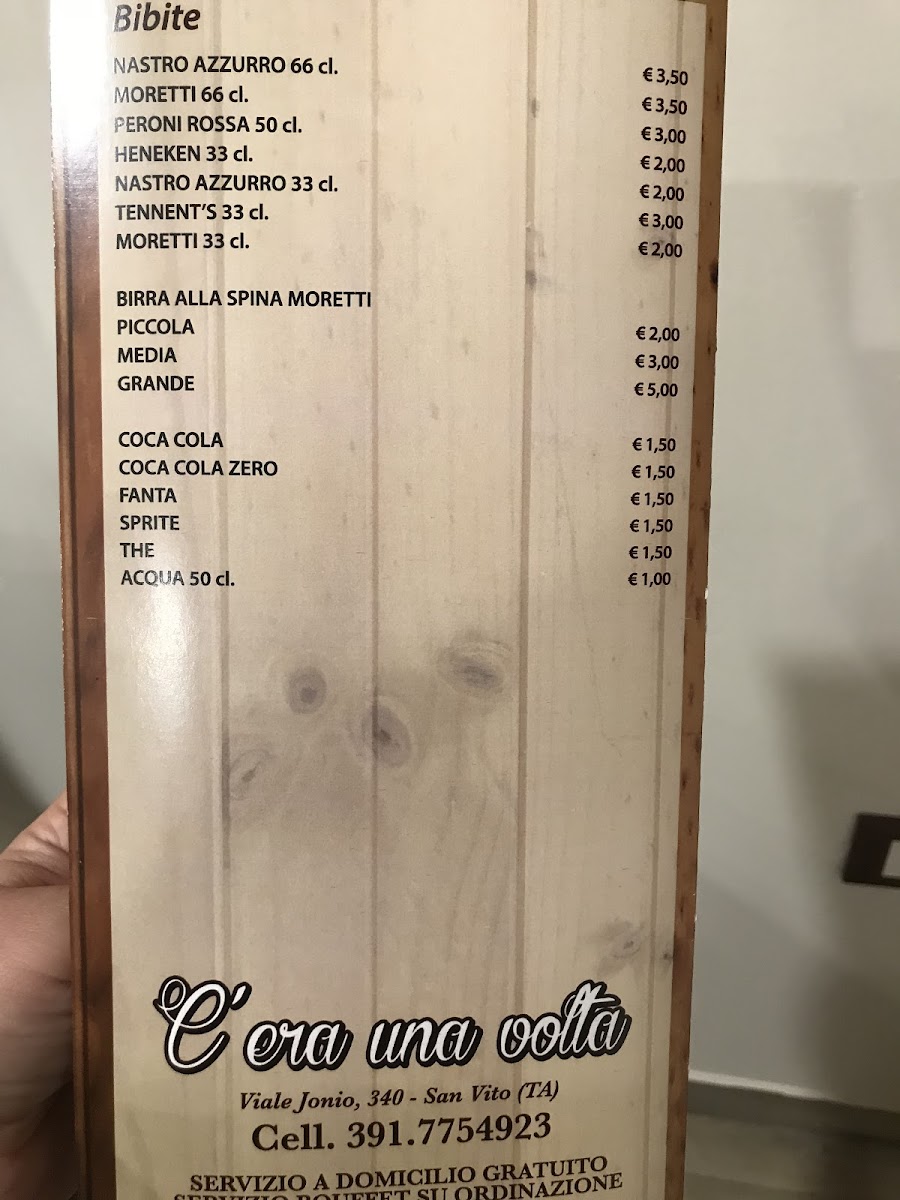 Bibite
NASTRO AZZURRO 66 cl. € 3,50
MORETTI 66 cl. € 3,50
PERONI ROSSA 50 cl. € 3,00
HENEKEN 33 cl. € 2,00
NASTRO AZZURRO 33 cl. € 2,00
TENNENT'S 33 cl. € 3,00
MORETTI 33 cl. € 2,00
BIRRA ALLA SPINA MORETTI
PICCOLA € 2,00
MEDIA € 3,00
GRANDE € 5,00
COCA COLA € 1,50
COCA COLA ZERO € 1,50
FANTA € 1,50
SPRITE € 1,50
THE € 1,50
ACQUA 50 cl. € 1,00
C'era una volta
Viale Jonio, 340 - San Vito (TA)
Cell. 391.7754923
SERVIZIO A DOMICILIO GRATUITO
SERVIZIO BOUFFET SU ORDINAZIONE